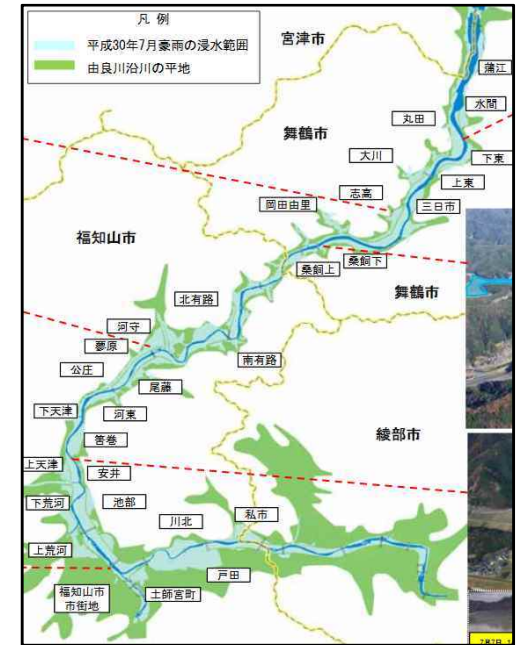 凡 例
平成30年7月豪雨の浸水範囲
由良川沿川の平地
宮津市
蒲江
水間
丸田
舞鶴市
下東
大川
上東
志高
三日市
岡田由里
福知山市
桑飼下
桑飼上
舞鶴市
北有路
河守
蓼原
南有路
公庄
尾藤
下天津
河東
筈巻
綾部市
上天津
安井
下荒河
池部
川北
私市
上荒河
戸田
福知山市
市街地
土師宮町
7月7日